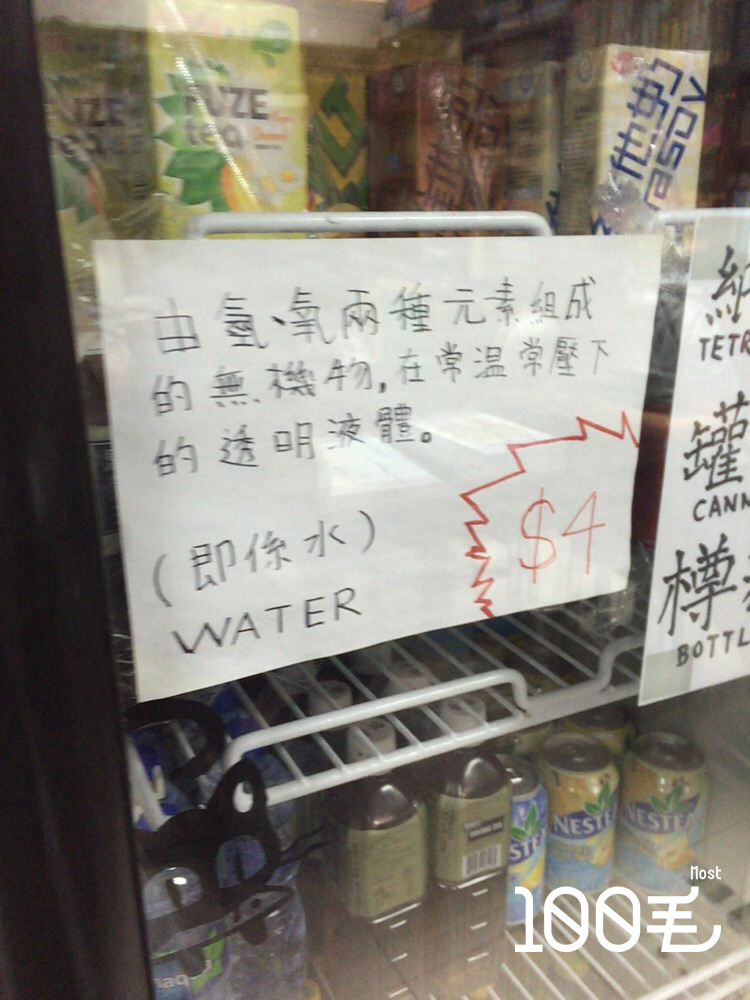 由氫、氧兩種元素組成
的無機物,在常温常壓下
的透明液體。
(即係水)
WATER
$4
TETR
罐
CANN
樽
BOTTL
FUZE
tea
NESTEA
NESTEA
Most
100毛